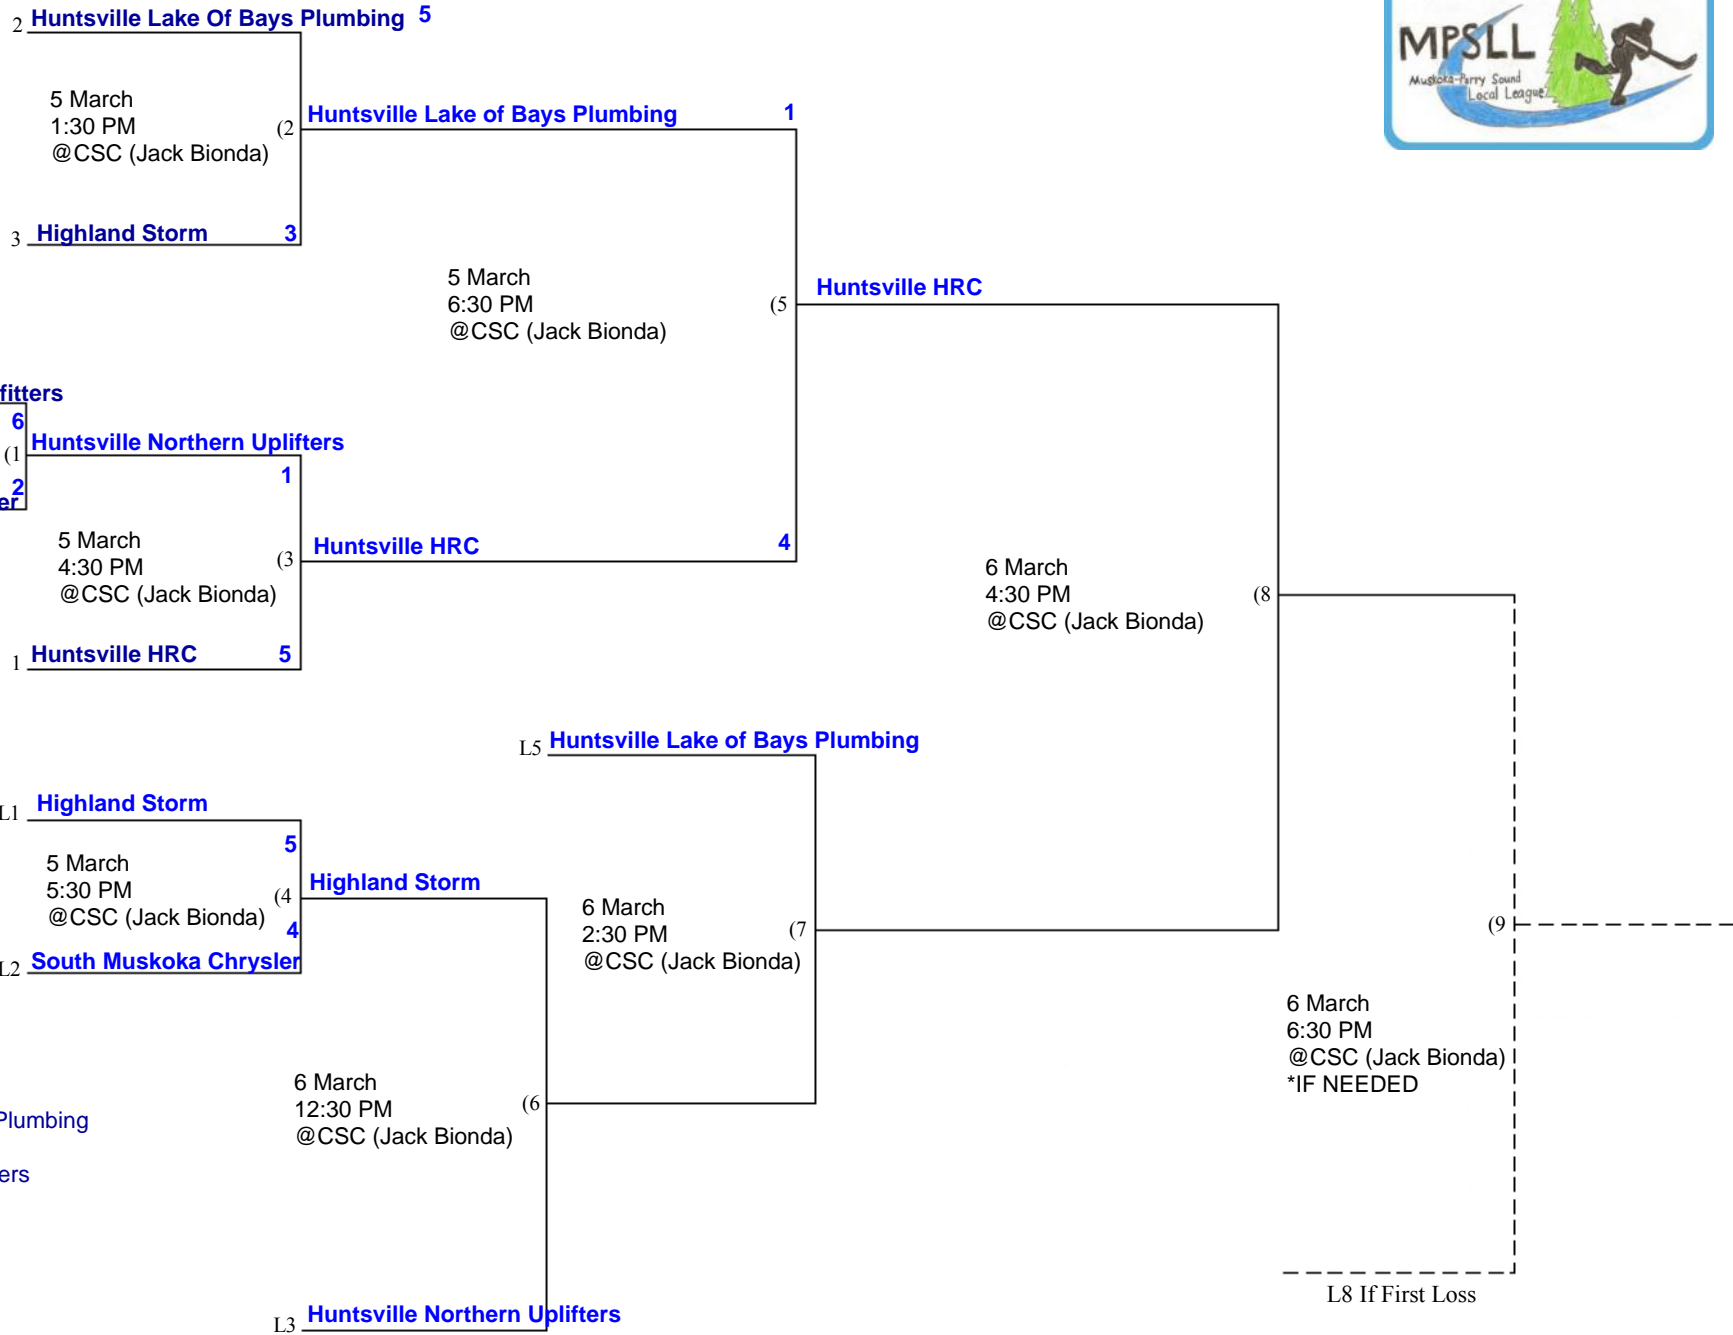 2 Huntsville Lake Of Bays Plumbing 5
MPSLL
Muskoka-Parry Sound
Local League
5 March
1:30 PM
@CSC (Jack Bionda)
(2
Huntsville Lake of Bays Plumbing 1
3 Highland Storm 3
5 March
6:30 PM
@CSC (Jack Bionda)
(5
Huntsville HRC
fitters
6
(1
Huntsville Northern Uplifters
1
2
er
5 March
4:30 PM
@CSC (Jack Bionda)
(3
Huntsville HRC 4
1 Huntsville HRC 5
6 March
4:30 PM
@CSC (Jack Bionda)
(8
L5 Huntsville Lake of Bays Plumbing
L1 Highland Storm
5
5 March
5:30 PM
@CSC (Jack Bionda)
(4
Highland Storm
4
L2 South Muskoka Chrysler
6 March
2:30 PM
@CSC (Jack Bionda)
(7
(9
6 March
6:30 PM
@CSC (Jack Bionda)
*IF NEEDED
6 March
12:30 PM
@CSC (Jack Bionda)
(6
Plumbing
ers
L8 If First Loss
L3 Huntsville Northern Uplifters